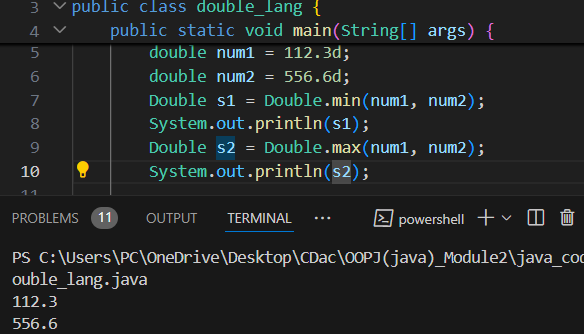 3 public class double_lang {
4 public static void main(String[] args) {
5 double num1 = 112.3d;
6 double num2 = 556.6d;
7 Double s1 = Double.min(num1, num2);
8 System.out.println(s1);
9 Double s2 = Double.max(num1, num2);
10 System.out.println(s2);
11
PROBLEMS 11 OUTPUT TERMINAL ··· powershell
PS C:\Users\PC\OneDrive\Desktop\CDac\OOPJ(java)_Module2\java_cod
ouble_lang.java
112.3
556.6